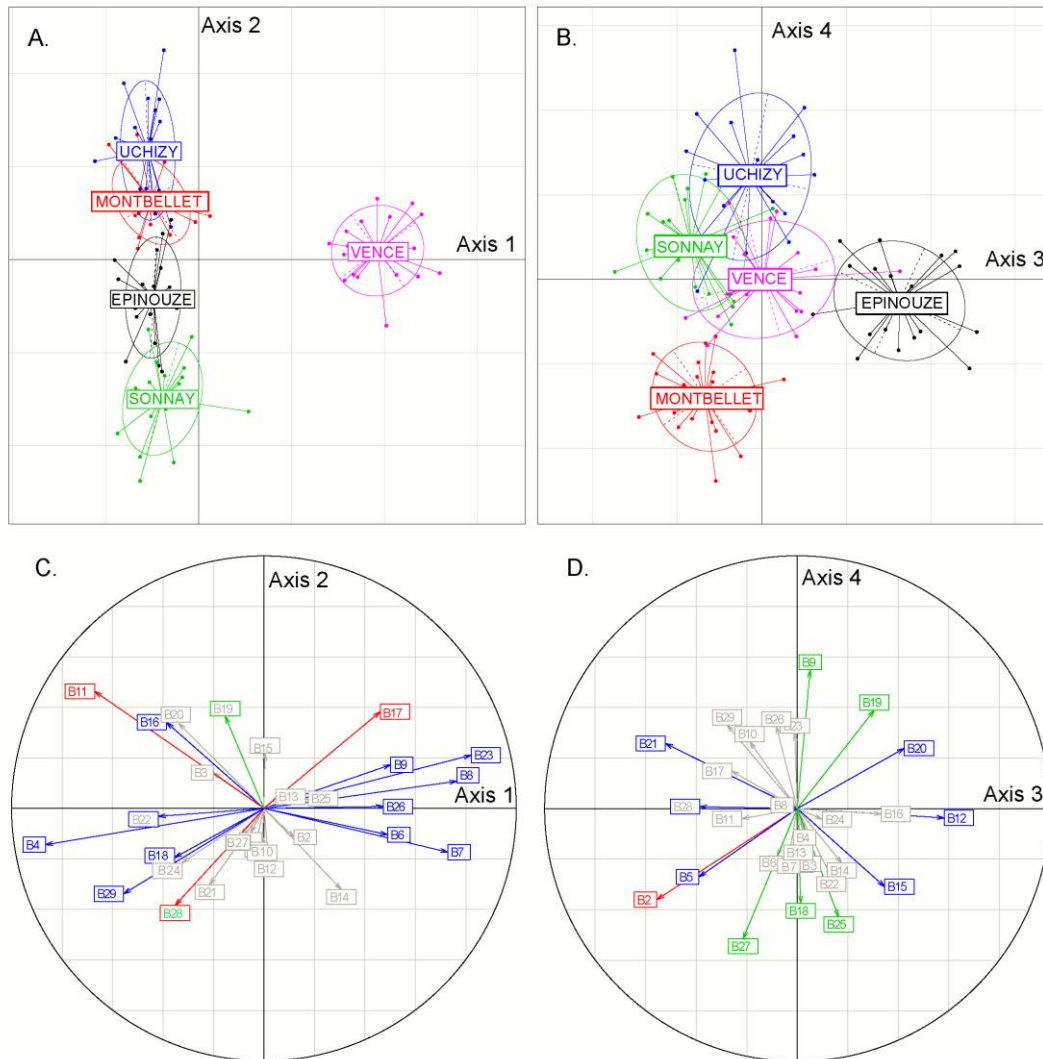 A.
Axis 2
UCHIZY
MONTBELLET
VENCE
Axis 1
EPINOUZE
SONNAY
B.
Axis 4
UCHIZY
SONNAY
VENCE
Axis 3
EPINOUZE
MONTBELLET
C.
Axis 2
B11
B20
B19
B17
B16
B15
B23
B9
B3
B8
B13
B25
Axis 1
B26
B22
B4
B6
B2
B27
B7
B18
B10
B24
B12
B29
B21
B14
B28
D.
Axis 4
B9
B19
B29
B26
B23
B10
B21
B20
B17
Axis 3
B8
B28
B16
B11
B24
B12
B4
B13
B6
B7
B3
B14
B5
B22
B15
B2
B18
B25
B27